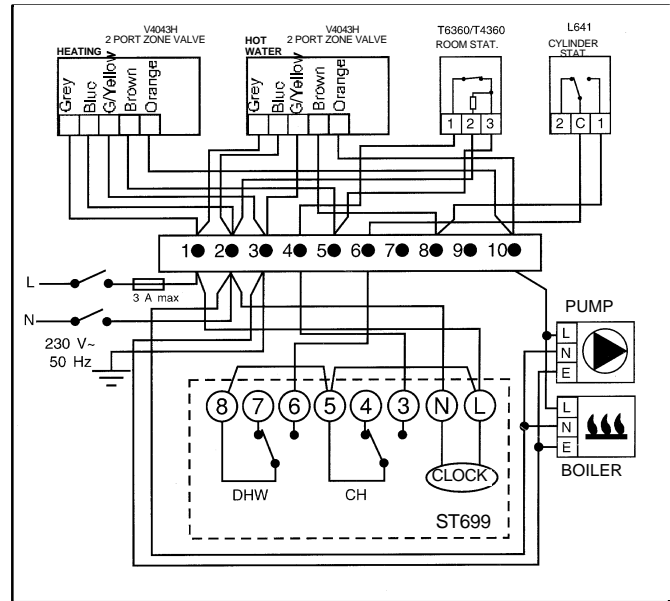 V4043H
2 PORT ZONE VALVE
HEATING
Grey
Blue
G/Yellow
Brown
Orange
V4043H
HOT WATER
2 PORT ZONE VALVE
Grey
Blue
G/Yellow
Brown
Orange
T6360/T4360
ROOM STAT.
1 2 3
L641
CYLINDER
STAT.
2 C 1
1 2 3 4 5 6 7 8 9 10
L
3 A max
N
230 V~
50 Hz
PUMP
L
N
E
8 7 6 5 4 3 N L
L
N
E
BOILER
CLOCK
DHW
CH
ST699